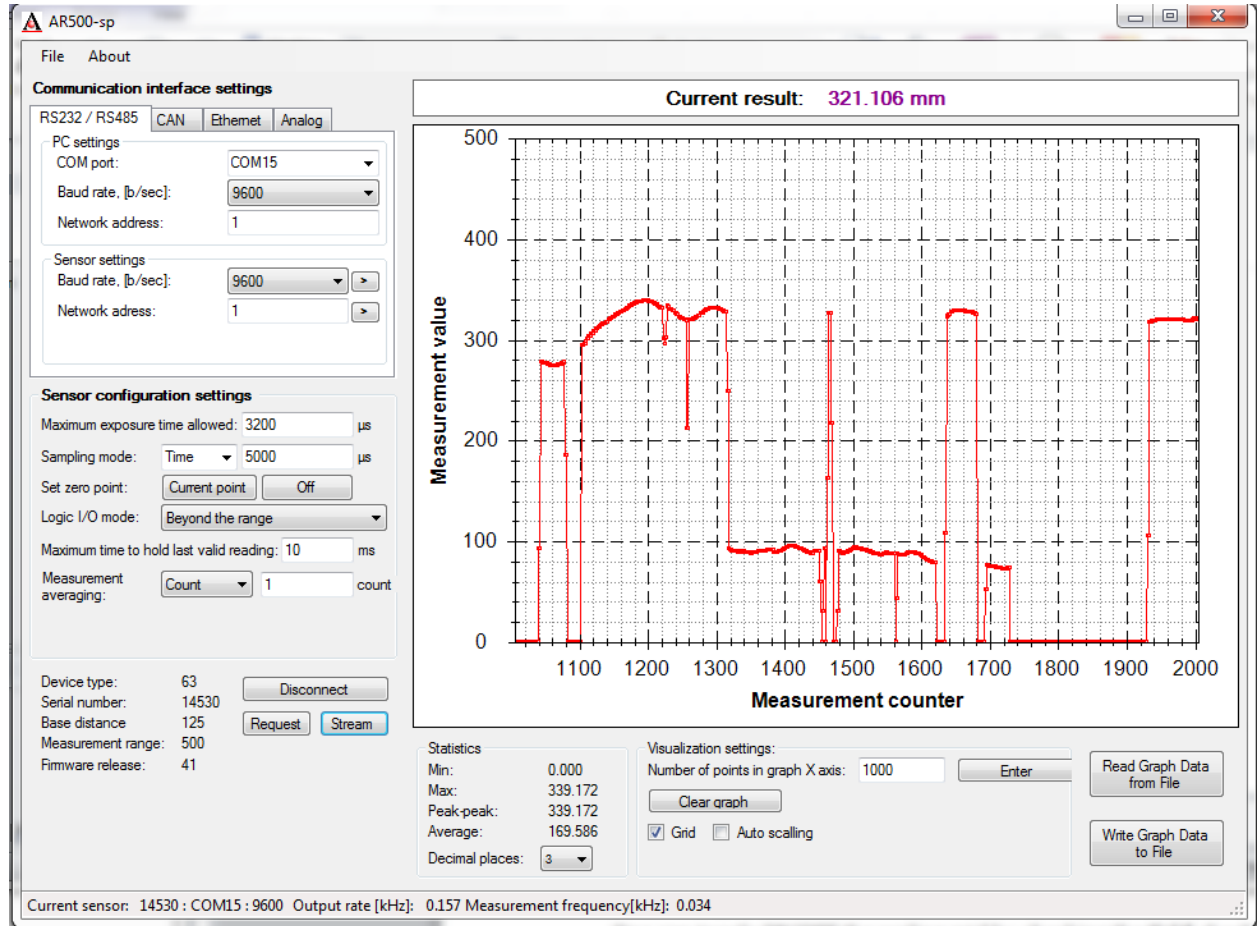 AR500-sp
File About
Communication interface settings
RS232 / RS485 CAN Ethernet Analog
PC settings
COM port: COM15
Baud rate, [b/sec]: 9600
Network address: 1
Sensor settings
Baud rate, [b/sec]: 9600 >
Network adress: 1 >
Sensor configuration settings
Maximum exposure time allowed: 3200 µs
Sampling mode: Time 5000 µs
Set zero point: Current point Off
Logic I/O mode: Beyond the range
Maximum time to hold last valid reading: 10 ms
Measurement
averaging: Count 1 count
Device type: 63
Serial number: 14530
Base distance 125
Measurement range: 500
Firmware release: 41
Disconnect
Request Stream
Current result: 321.106 mm
Measurement value
500
400
300
200
100
0
1100 1200 1300 1400 1500 1600 1700 1800 1900 2000
Measurement counter
Statistics
Min: 0.000
Max: 339.172
Peak-peak: 339.172
Average: 169.586
Decimal places: 3
Visualization settings:
Number of points in graph X axis: 1000 Enter
Clear graph
Grid Auto scalling
Read Graph Data
from File
Write Graph Data
to File
Current sensor: 14530 : COM15 : 9600 Output rate [kHz]: 0.157 Measurement frequency[kHz]: 0.034